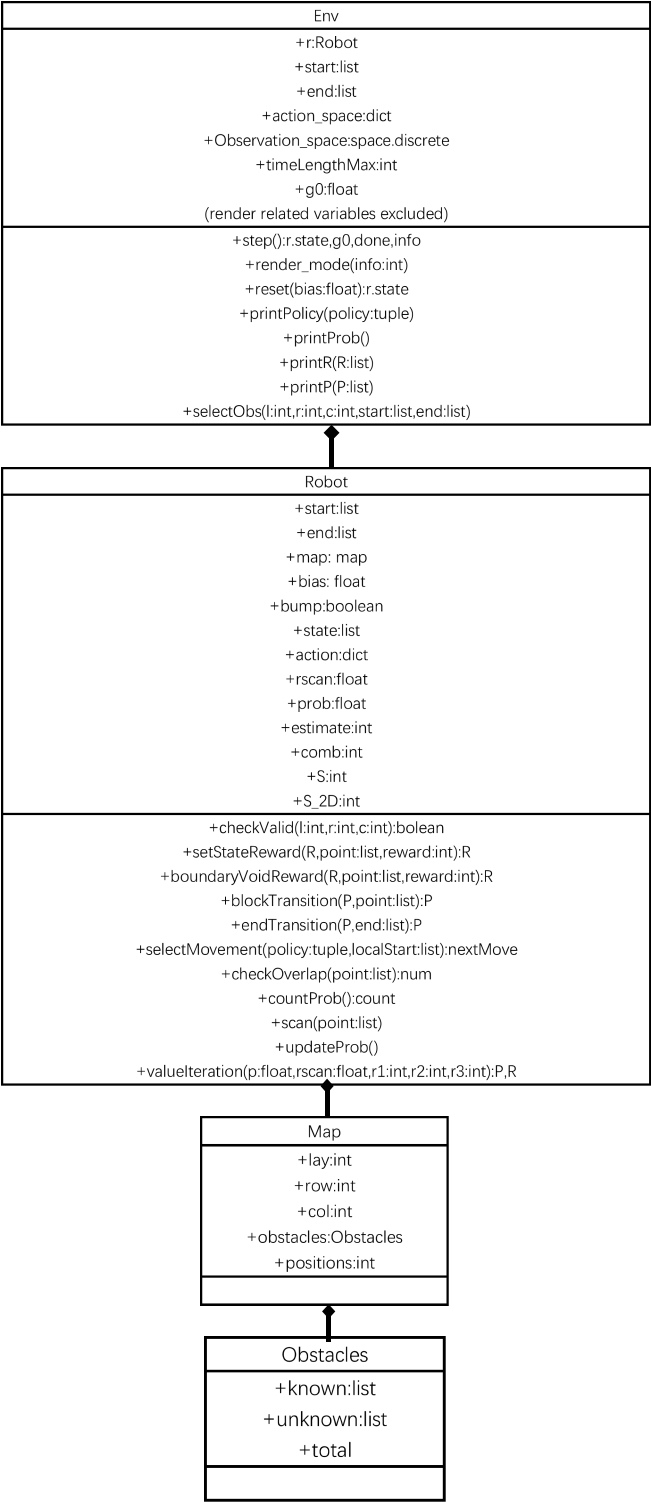 Env
+r:Robot
+start:list
+end:list
+action_space:dict
+Observation_space:space.discrete
+timeLengthMax:int
+g0:float
(render related variables excluded)
+step():r.state,g0,done,info
+render_mode(info:int)
+reset(bias:float):r.state
+printPolicy(policy:tuple)
+printProb()
+printR(R:list)
+printP(P:list)
+selectObs(l:int,r:int,c:int,start:list,end:list)
Robot
+start:list
+end:list
+map: map
+bias: float
+bump:boolean
+state:list
+action:dict
+rscan:float
+prob:float
+estimate:int
+comb:int
+S:int
+S_2D:int
+checkValid(l:int,r:int,c:int):bolean
+setStateReward(R,point:list,reward:int):R
+boundaryVoidReward(R,point:list,reward:int):R
+blockTransition(P,point:list):P
+endTransition(P,end:list):P
+selectMovement(policy:tuple,localStart:list):nextMove
+checkOverlap(point:list):num
+countProb():count
+scan(point:list)
+updateProb()
+valueIteration(p:float,rscan:float,r1:int,r2:int,r3:int):P,R
Map
+lay:int
+row:int
+col:int
+obstacles:Obstacles
+positions:int
Obstacles
+known:list
+unknown:list
+total